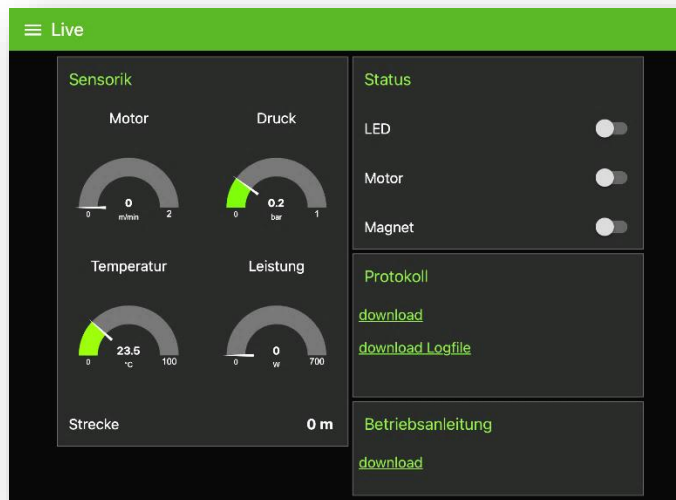 Live
Sensorik
Motor
Druck
0
m/min
0
2
0.2
bar
0
1
Temperatur
Leistung
23.5
°C
0
100
0
W
0
700
Strecke
0 m
Status
LED
Motor
Magnet
Protokoll
download
download Logfile
Betriebsanleitung
download